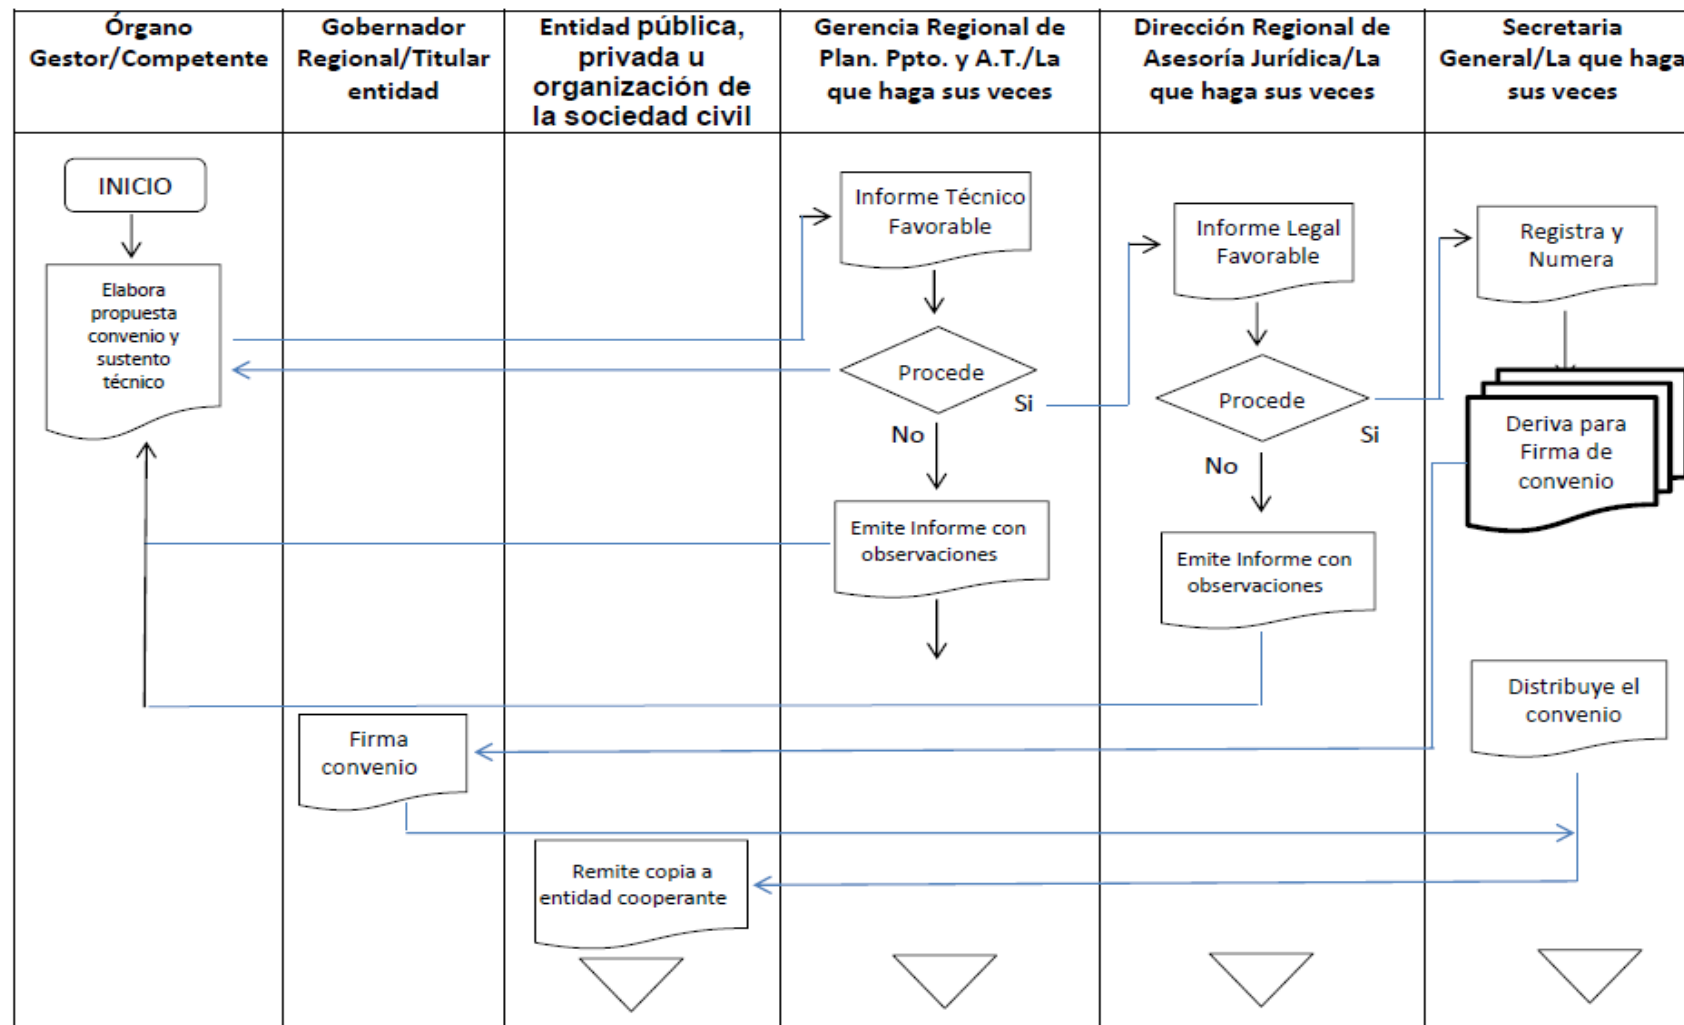 Órgano
Gestor/Competente
Gobernador
Regional/Titular
entidad
Entidad pública,
privada u
organización de
la sociedad civil
Gerencia Regional de
Plan. Ppto. y A.T./La
que haga sus veces
Dirección Regional de
Asesoría Jurídica/La
que haga sus veces
Secretaria
General/La que haga
sus veces
INICIO
Elabora
propuesta
convenio y
sustento
técnico
Informe Técnico
Favorable
Procede
Si
No
Emite Informe con
observaciones
Informe Legal
Favorable
Procede
Si
No
Emite Informe con
observaciones
Registra y
Numera
Deriva para
Firma de
convenio
Distribuye el
convenio
Firma
convenio
Remite copia a
entidad cooperante